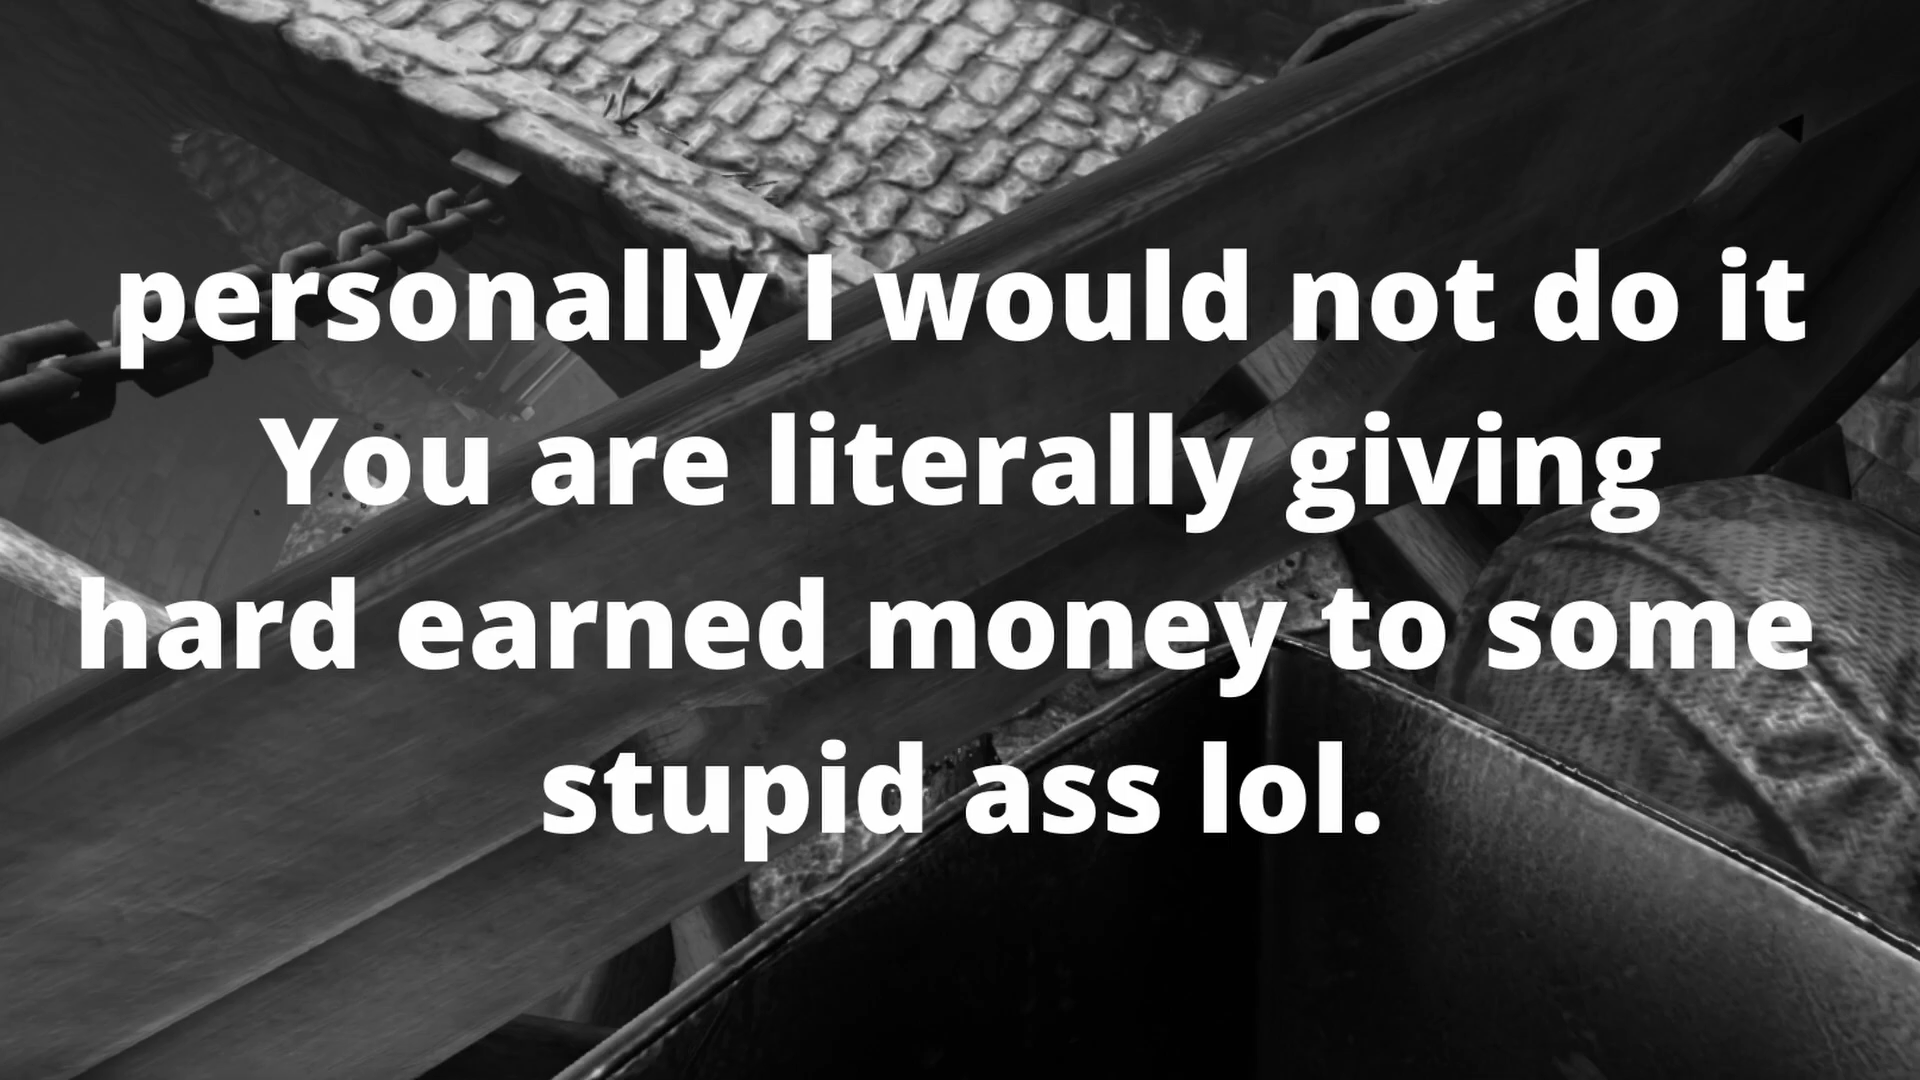 personally I would not do it
You are literally giving
hard earned money to some
stupid ass lol.